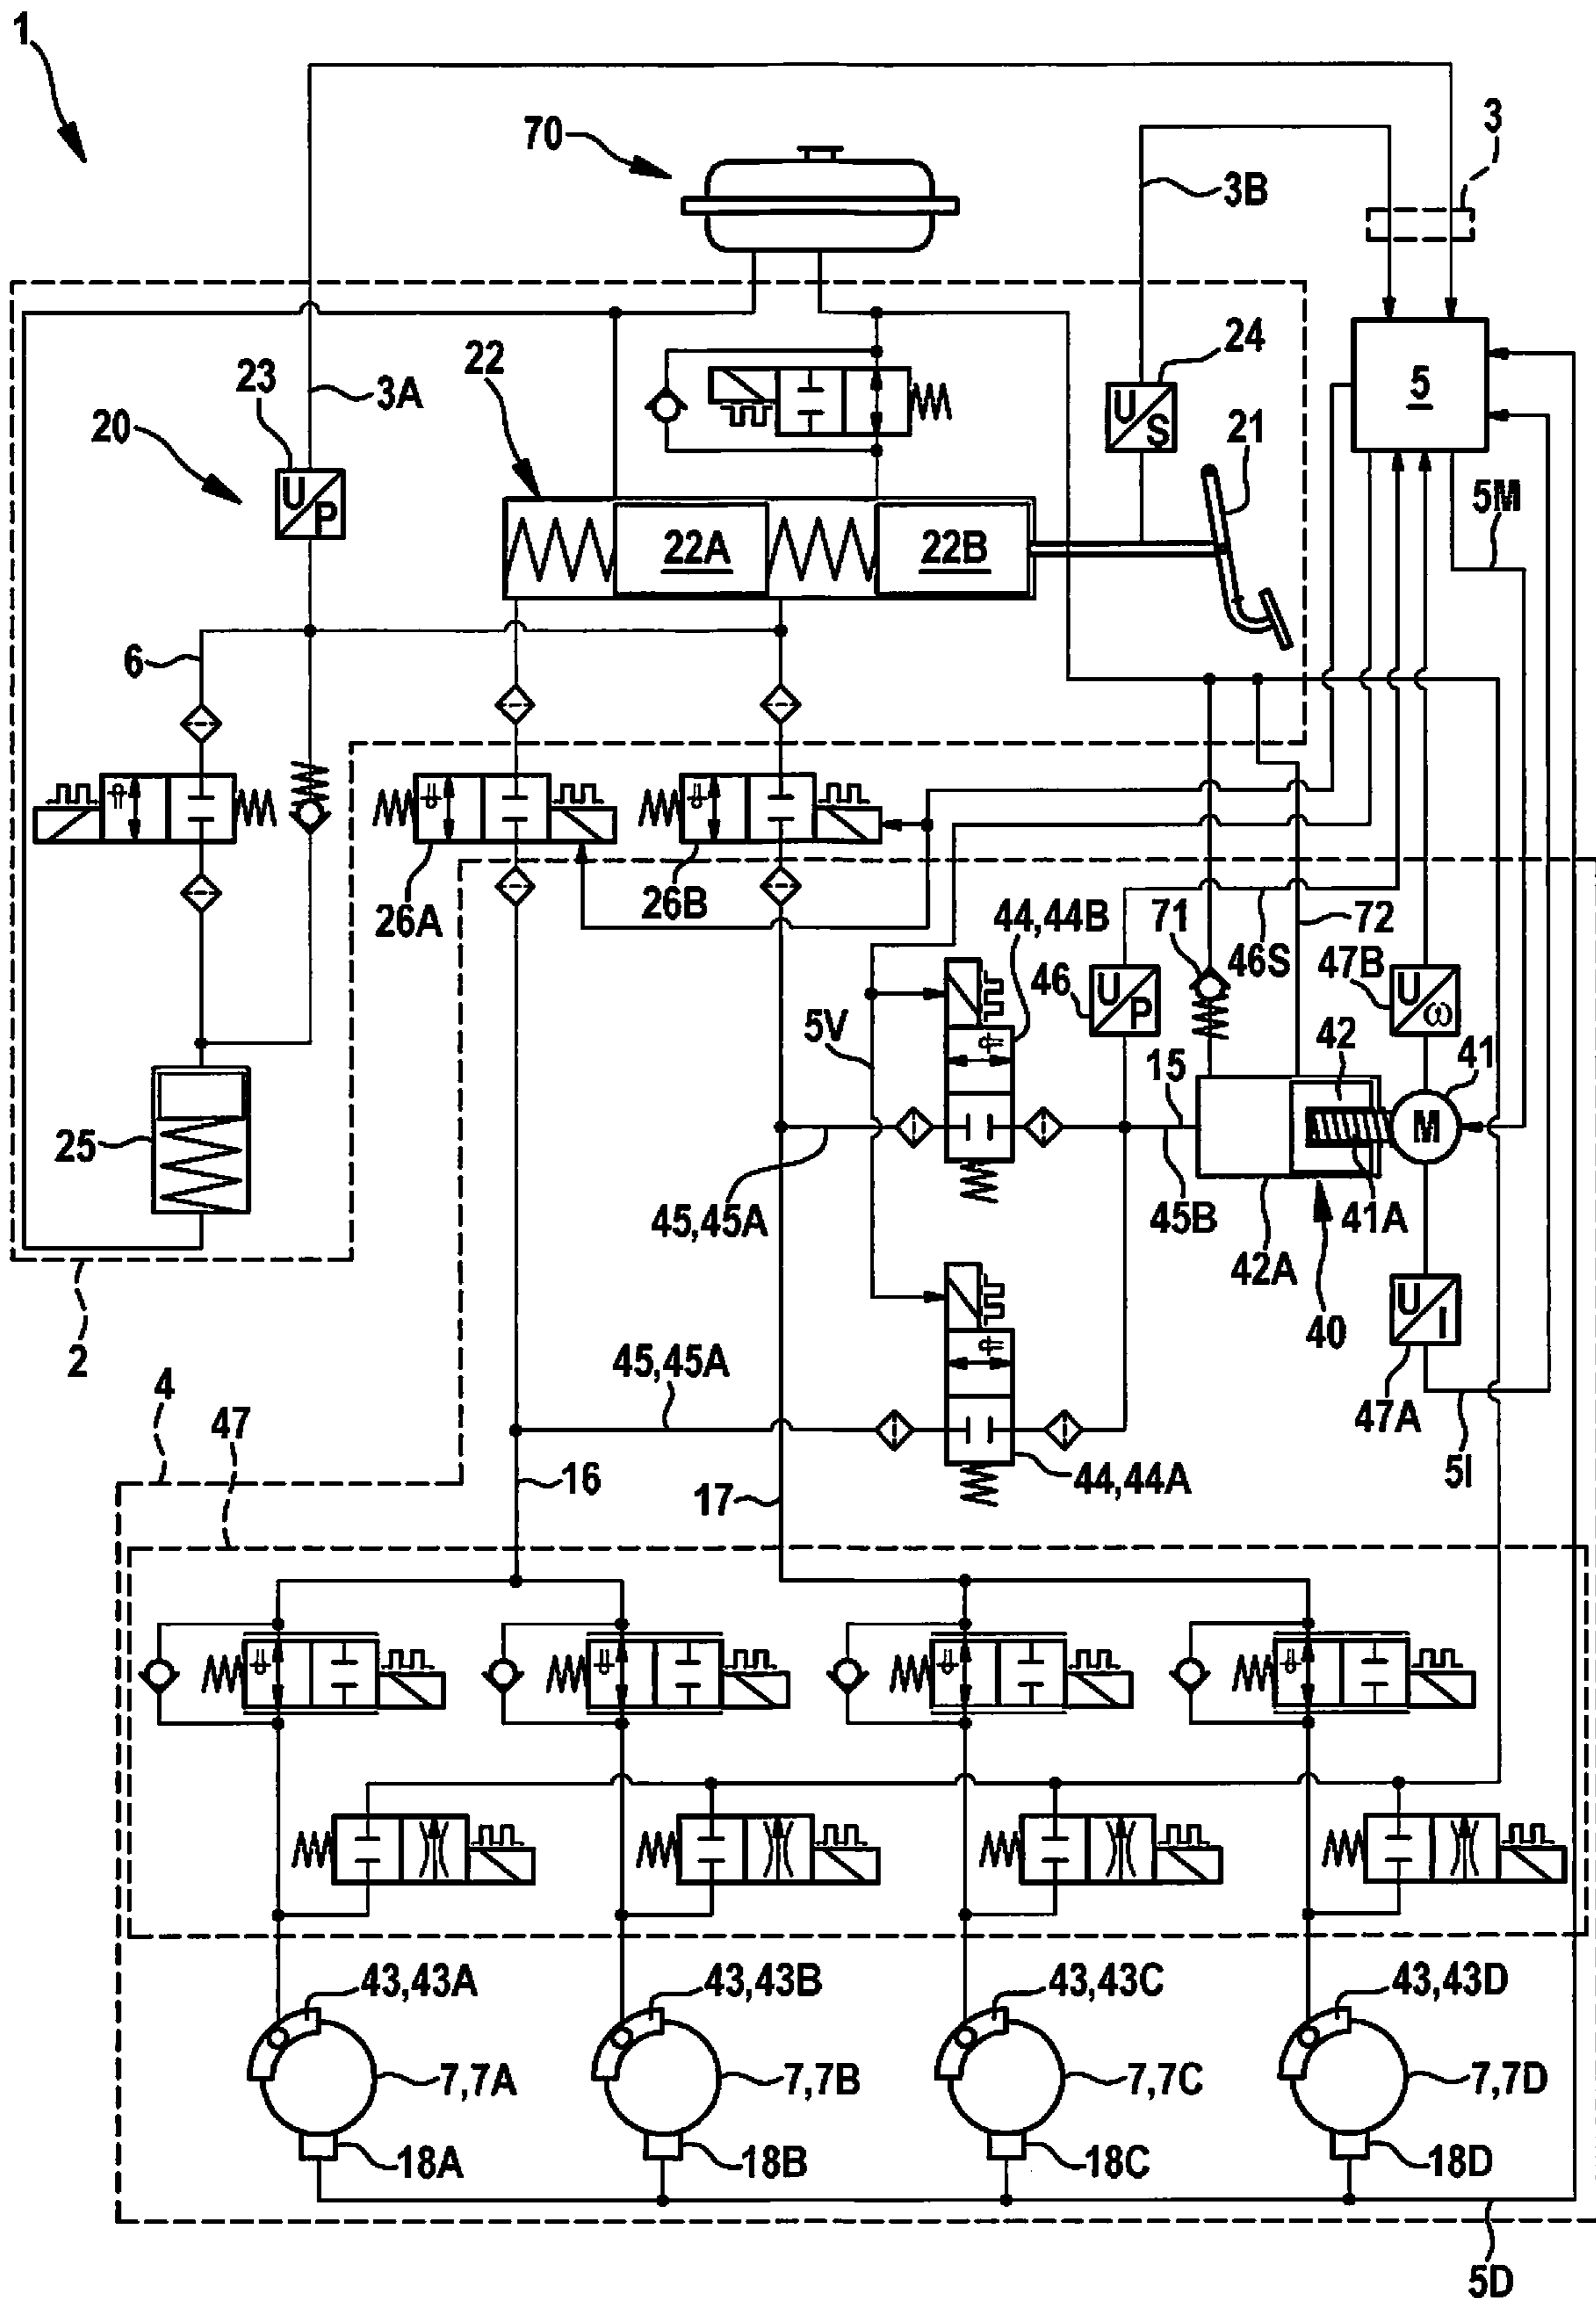 1
70
3
3B
22
24
23
3A
5
21
20
U
S
U
P
5M
22A
22B
6
26A
26B
44,44B
71
72
46
46S
47B
U
P
U
ω
5V
15
42
41
M
25
45,45A
45B
41A
42A
U
I
2
40
45,45A
4
47
47A
16
17
44,44A
5I
43,43A
43,43B
43,43C
43,43D
7,7A
7,7B
7,7C
7,7D
18A
18B
18C
18D
5D